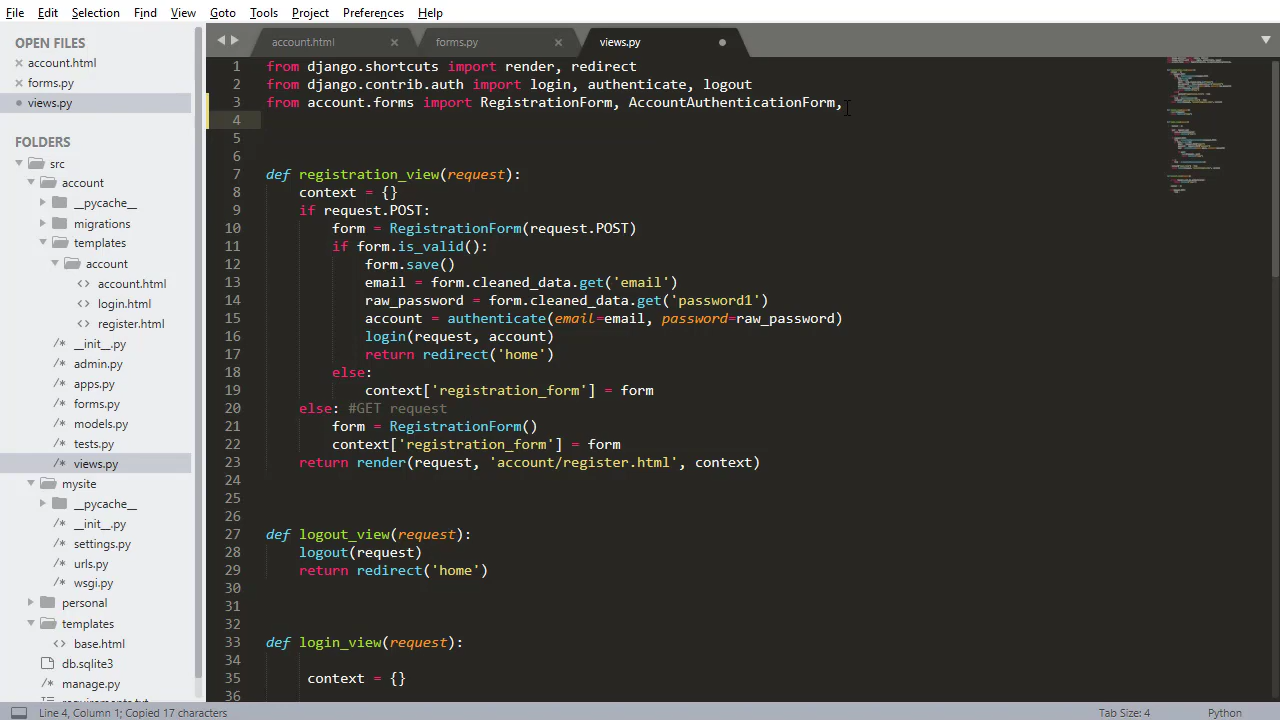 File Edit Selection Find View Goto Tools Project Preferences Help
OPEN FILES
account.html
forms.py
views.py
FOLDERS
src
account
__pycache__
migrations
templates
account
account.html
login.html
register.html
__init__.py
admin.py
apps.py
forms.py
models.py
tests.py
views.py
mysite
__pycache__
__init__.py
settings.py
urls.py
wsgi.py
personal
templates
base.html
db.sqlite3
manage.py
requirements.txt
account.html forms.py views.py
1 from django.shortcuts import render, redirect
2 from django.contrib.auth import login, authenticate, logout
3 from account.forms import RegistrationForm, AccountAuthenticationForm,
4
5
6
7 def registration_view(request):
8 context = {}
9 if request.POST:
10 form = RegistrationForm(request.POST)
11 if form.is_valid():
12 form.save()
13 email = form.cleaned_data.get('email')
14 raw_password = form.cleaned_data.get('password1')
15 account = authenticate(email=email, password=raw_password)
16 login(request, account)
17 return redirect('home')
18 else:
19 context['registration_form'] = form
20 else: #GET request
21 form = RegistrationForm()
22 context['registration_form'] = form
23 return render(request, 'account/register.html', context)
24
25
26
27 def logout_view(request):
28 logout(request)
29 return redirect('home')
30
31
32
33 def login_view(request):
34
35 context = {}
36
Line 4, Column 1; Copied 17 characters
Tab Size: 4
Python